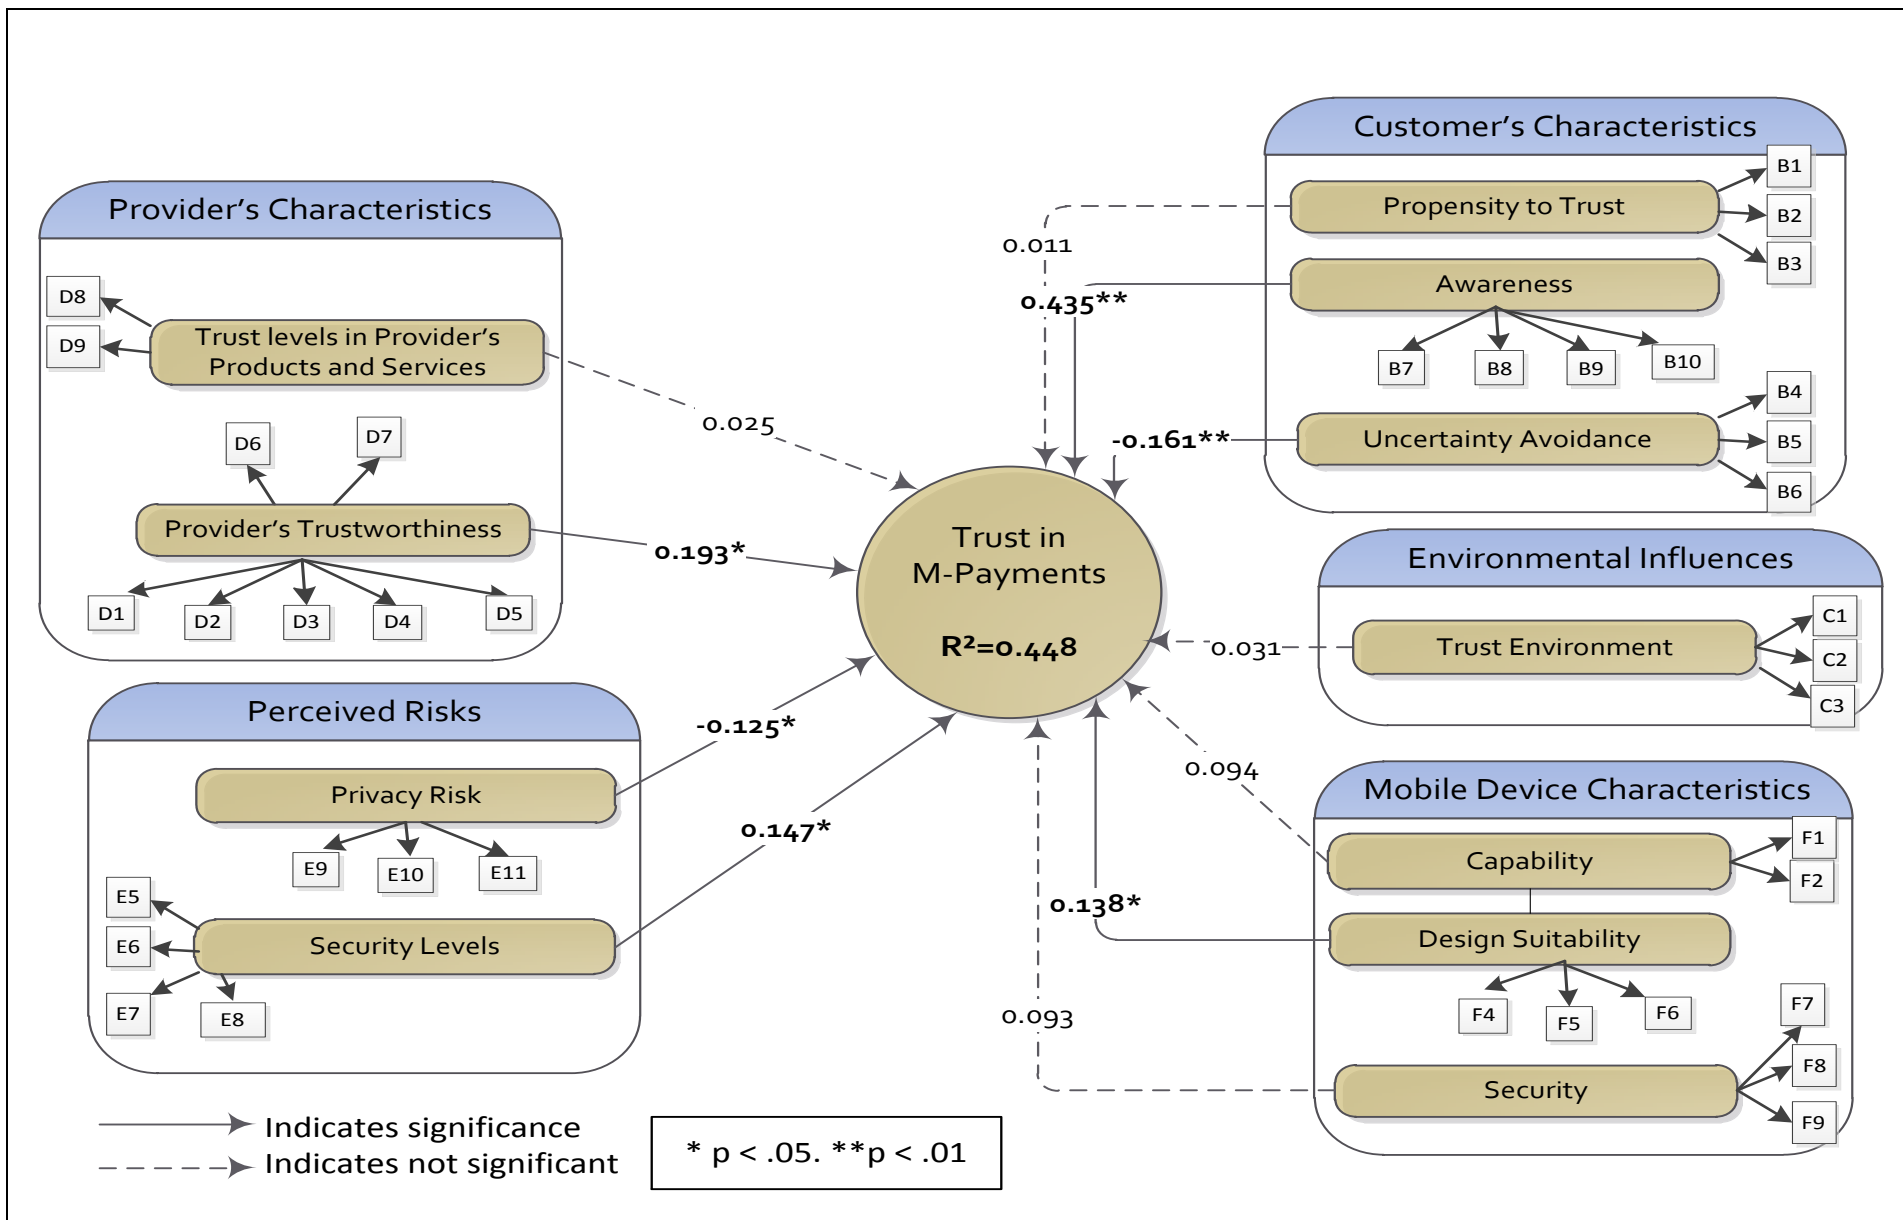 Provider's Characteristics
D8
D9
Trust levels in Provider's
Products and Services
D6
D7
Provider's Trustworthiness
D1
D2
D3
D4
D5
Perceived Risks
Privacy Risk
E9
E10
E11
E5
E6
E7
E8
Security Levels
0.025
0.193*
-0.125*
0.147*
Trust in
M-Payments
R²=0.448
0.011
0.435**
-0.161**
0.031
0.094
0.138*
0.093
Customer's Characteristics
Propensity to Trust
B1
B2
B3
Awareness
B7
B8
B9
B10
Uncertainty Avoidance
B4
B5
B6
Environmental Influences
Trust Environment
C1
C2
C3
Mobile Device Characteristics
Capability
F1
F2
Design Suitability
F4
F5
F6
Security
F7
F8
F9
Indicates significance
Indicates not significant
* p < .05. **p < .01